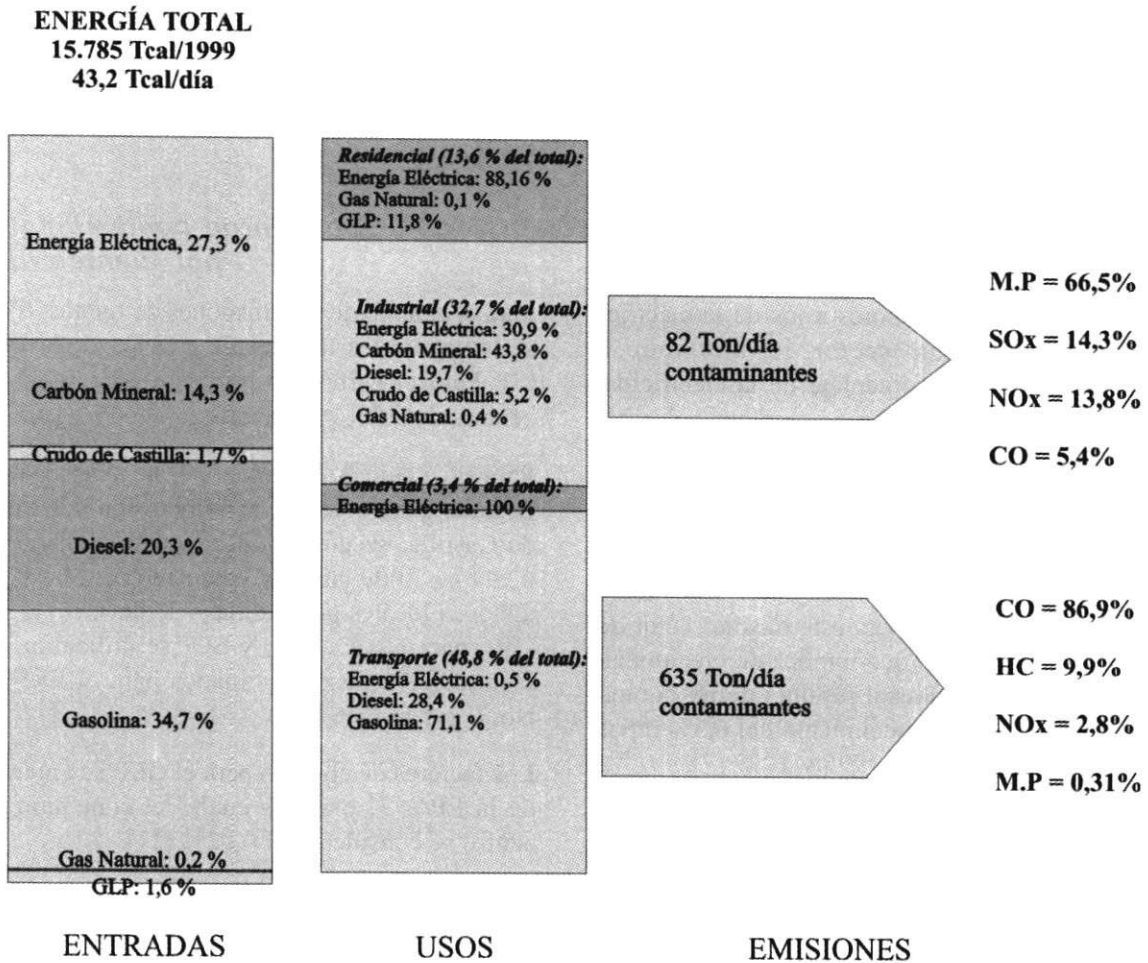 ENERGÍA TOTAL
15.785 Tcal/1999
43,2 Tcal/día
Energía Eléctrica, 27,3 %
Carbón Mineral: 14,3 %
Crudo de Castilla: 1,7 %
Diesel: 20,3 %
Gasolina: 34,7 %
Gas Natural: 0,2 %
GLP: 1,6 %
ENTRADAS
Residencial (13,6 % del total):
Energía Eléctrica: 88,16 %
Gas Natural: 0,1 %
GLP: 11,8 %
Industrial (32,7 % del total):
Energía Eléctrica: 30,9 %
Carbón Mineral: 43,8 %
Diesel: 19,7 %
Crudo de Castilla: 5,2 %
Gas Natural: 0,4 %
Comercial (3,4 % del total):
Energía Eléctrica: 100 %
Transporte (48,8 % del total):
Energía Eléctrica: 0,5 %
Diesel: 28,4 %
Gasolina: 71,1 %
USOS
82 Ton/día
contaminantes
M.P = 66,5%
SOx = 14,3%
NOx = 13,8%
CO = 5,4%
635 Ton/día
contaminantes
CO = 86,9%
HC = 9,9%
NOx = 2,8%
M.P = 0,31%
EMISIONES